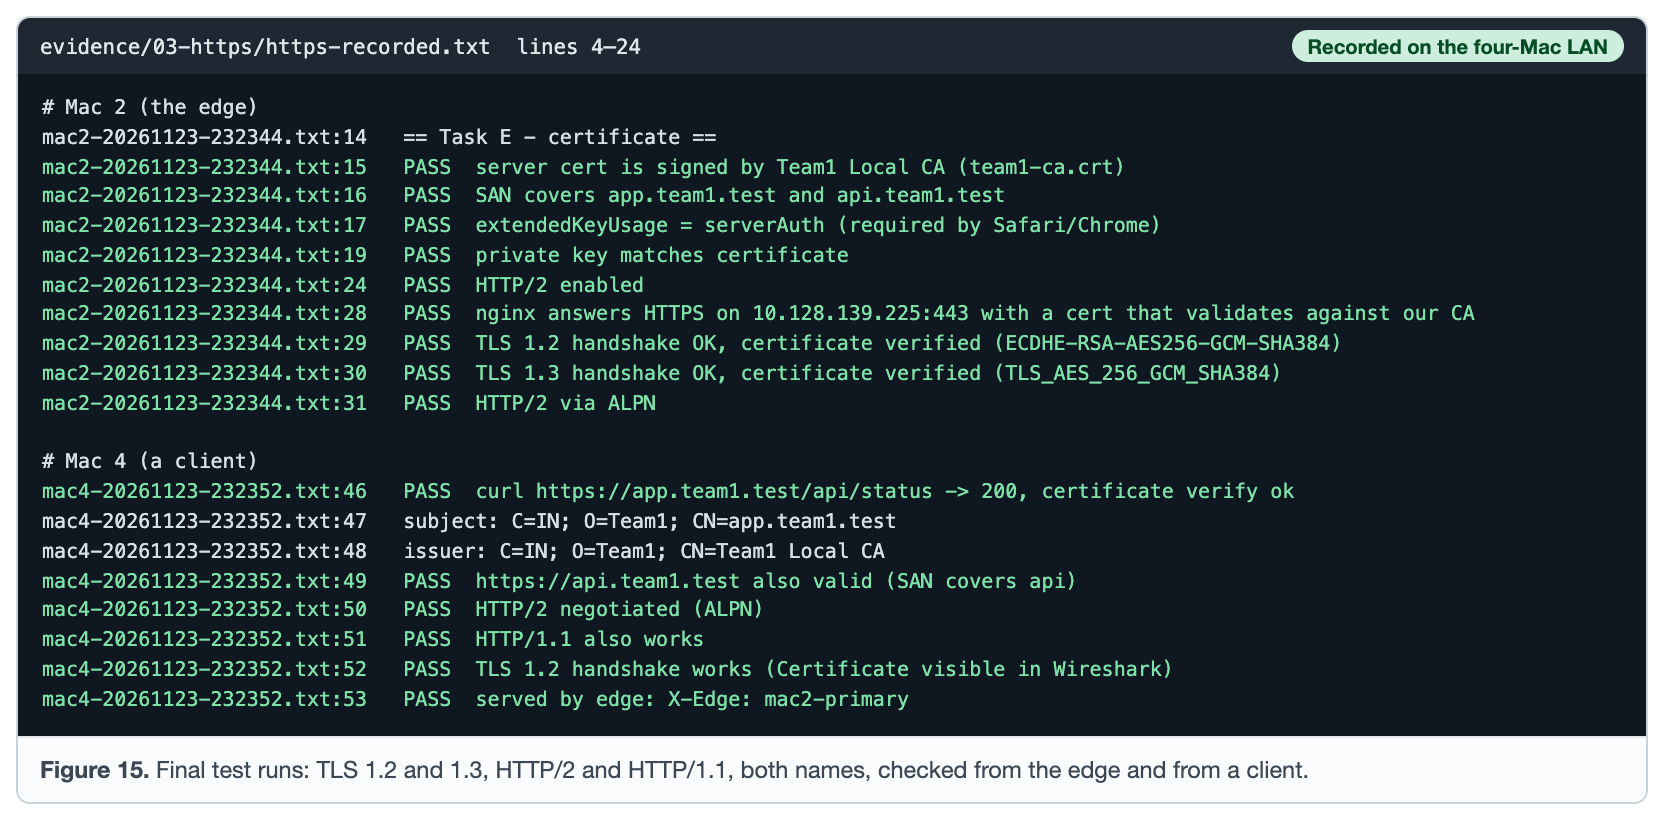 evidence/03-https/https-recorded.txt  lines 4–24
Recorded on the four-Mac LAN
# Mac 2 (the edge)
mac2-20261123-232344.txt:14   == Task E - certificate ==
mac2-20261123-232344.txt:15   PASS  server cert is signed by Team1 Local CA (team1-ca.crt)
mac2-20261123-232344.txt:16   PASS  SAN covers app.team1.test and api.team1.test
mac2-20261123-232344.txt:17   PASS  extendedKeyUsage = serverAuth (required by Safari/Chrome)
mac2-20261123-232344.txt:19   PASS  private key matches certificate
mac2-20261123-232344.txt:24   PASS  HTTP/2 enabled
mac2-20261123-232344.txt:28   PASS  nginx answers HTTPS on 10.128.139.225:443 with a cert that validates against our CA
mac2-20261123-232344.txt:29   PASS  TLS 1.2 handshake OK, certificate verified (ECDHE-RSA-AES256-GCM-SHA384)
mac2-20261123-232344.txt:30   PASS  TLS 1.3 handshake OK, certificate verified (TLS_AES_256_GCM_SHA384)
mac2-20261123-232344.txt:31   PASS  HTTP/2 via ALPN
# Mac 4 (a client)
mac4-20261123-232352.txt:46   PASS  curl https://app.team1.test/api/status -> 200, certificate verify ok
mac4-20261123-232352.txt:47   subject: C=IN; O=Team1; CN=app.team1.test
mac4-20261123-232352.txt:48   issuer: C=IN; O=Team1; CN=Team1 Local CA
mac4-20261123-232352.txt:49   PASS  https://api.team1.test also valid (SAN covers api)
mac4-20261123-232352.txt:50   PASS  HTTP/2 negotiated (ALPN)
mac4-20261123-232352.txt:51   PASS  HTTP/1.1 also works
mac4-20261123-232352.txt:52   PASS  TLS 1.2 handshake works (Certificate visible in Wireshark)
mac4-20261123-232352.txt:53   PASS  served by edge: X-Edge: mac2-primary
Figure 15. Final test runs: TLS 1.2 and 1.3, HTTP/2 and HTTP/1.1, both names, checked from the edge and from a client.